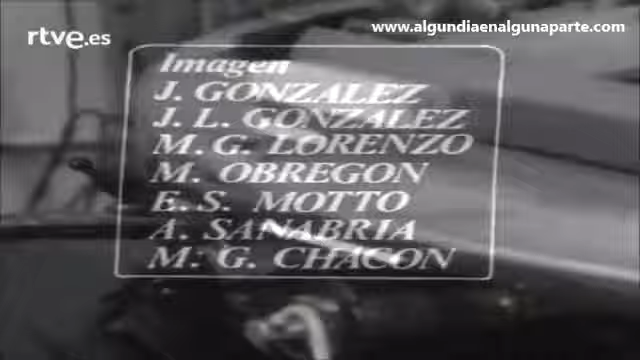 www.algundiaenalgunaparte.com
rtve.es
Imagen
J. GONZALEZ
J. L. GONZALEZ
M. G. LORENZO
M. OBREGON
E. S. MOTTO
A. SANABRIA
M. G. CHACON